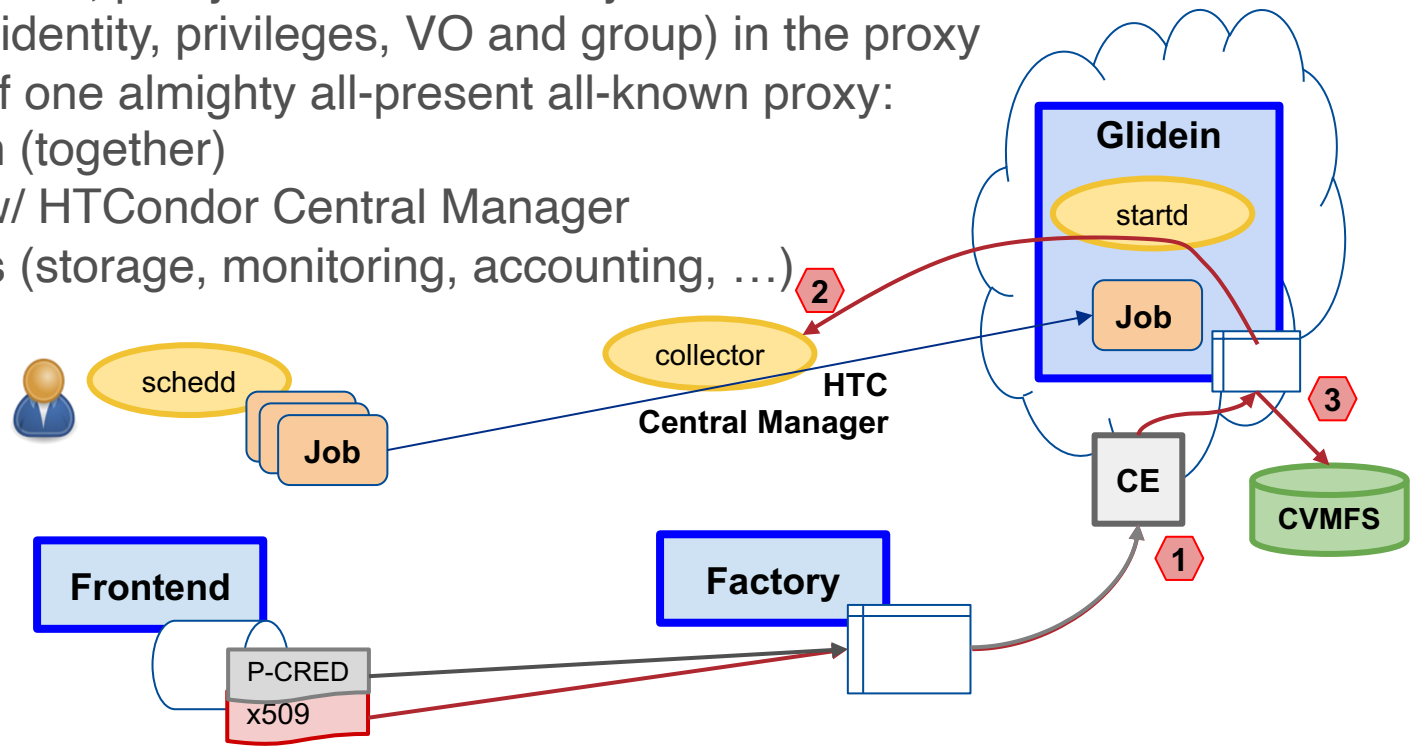 identity, privileges, VO and group) in the proxy
one almighty all-present all-known proxy:
(together)
w/ HTCondor Central Manager
(storage, monitoring, accounting, …)
Glidein
startd
2
Job
collector
schedd
HTC
Central Manager
Job
3
CE
CVMFS
1
Frontend
Factory
P-CRED
x509